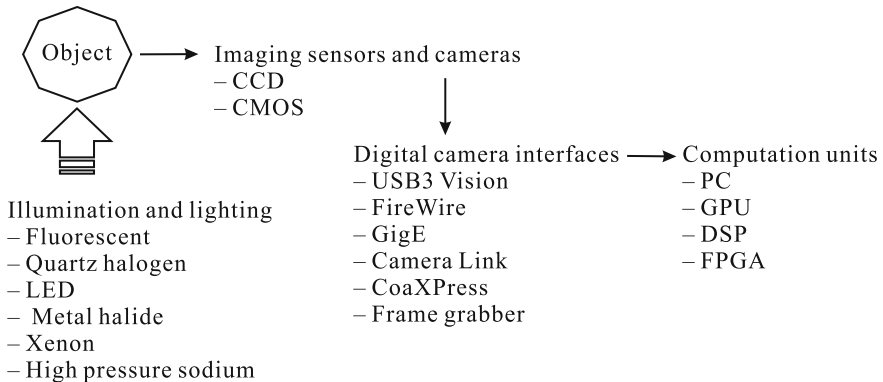 Object
Imaging sensors and cameras
– CCD
– CMOS
Digital camera interfaces
– USB3 Vision
– FireWire
– GigE
– Camera Link
– CoaXPress
– Frame grabber
Computation units
– PC
– GPU
– DSP
– FPGA
Illumination and lighting
– Fluorescent
– Quartz halogen
– LED
– Metal halide
– Xenon
– High pressure sodium